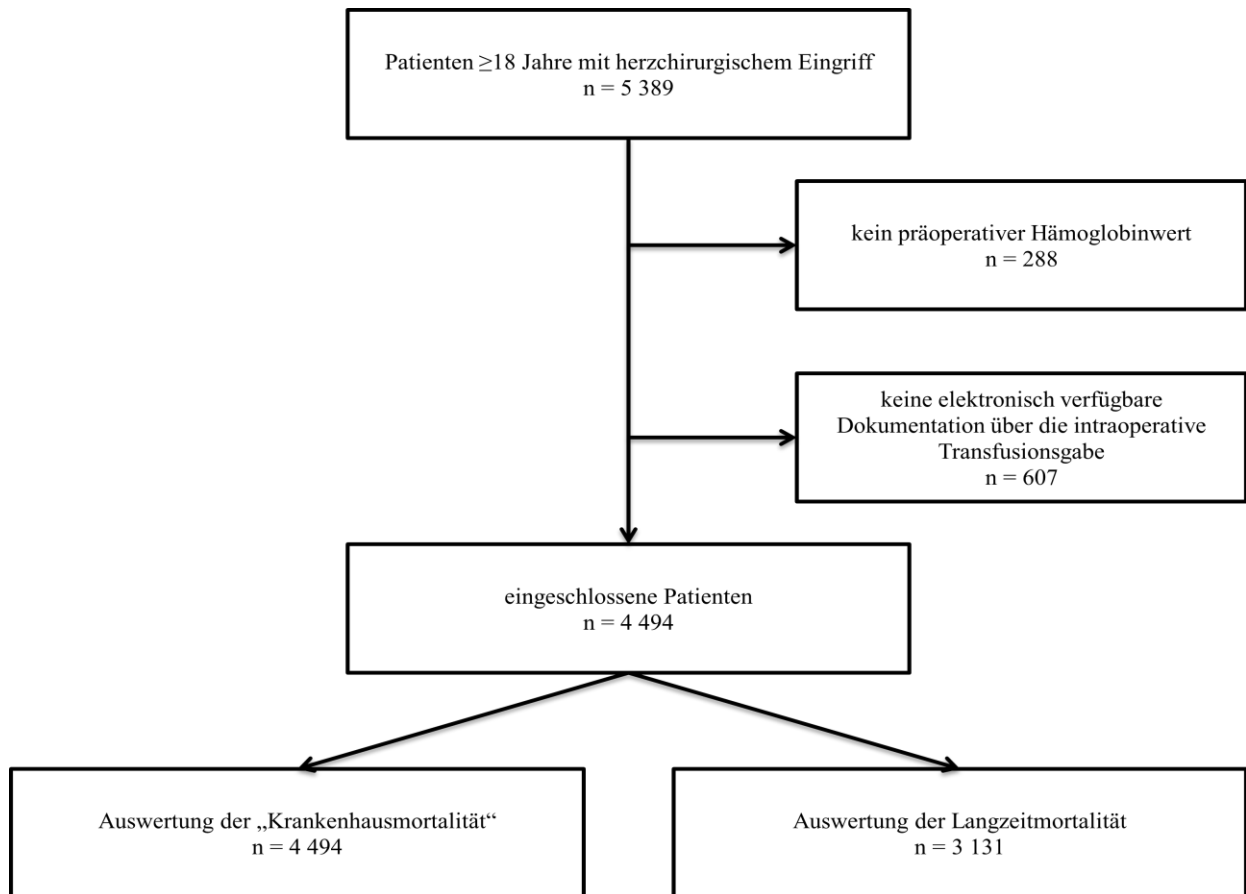 Patienten ≥18 Jahre mit herzchirurgischem Eingriff
n = 5 389
kein präoperativer Hämoglobinwert
n = 288
keine elektronisch verfügbare
Dokumentation über die intraoperative
Transfusionsgabe
n = 607
eingeschlossene Patienten
n = 4 494
Auswertung der „Krankenhausmortalität“
n = 4 494
Auswertung der Langzeitmortalität
n = 3 131